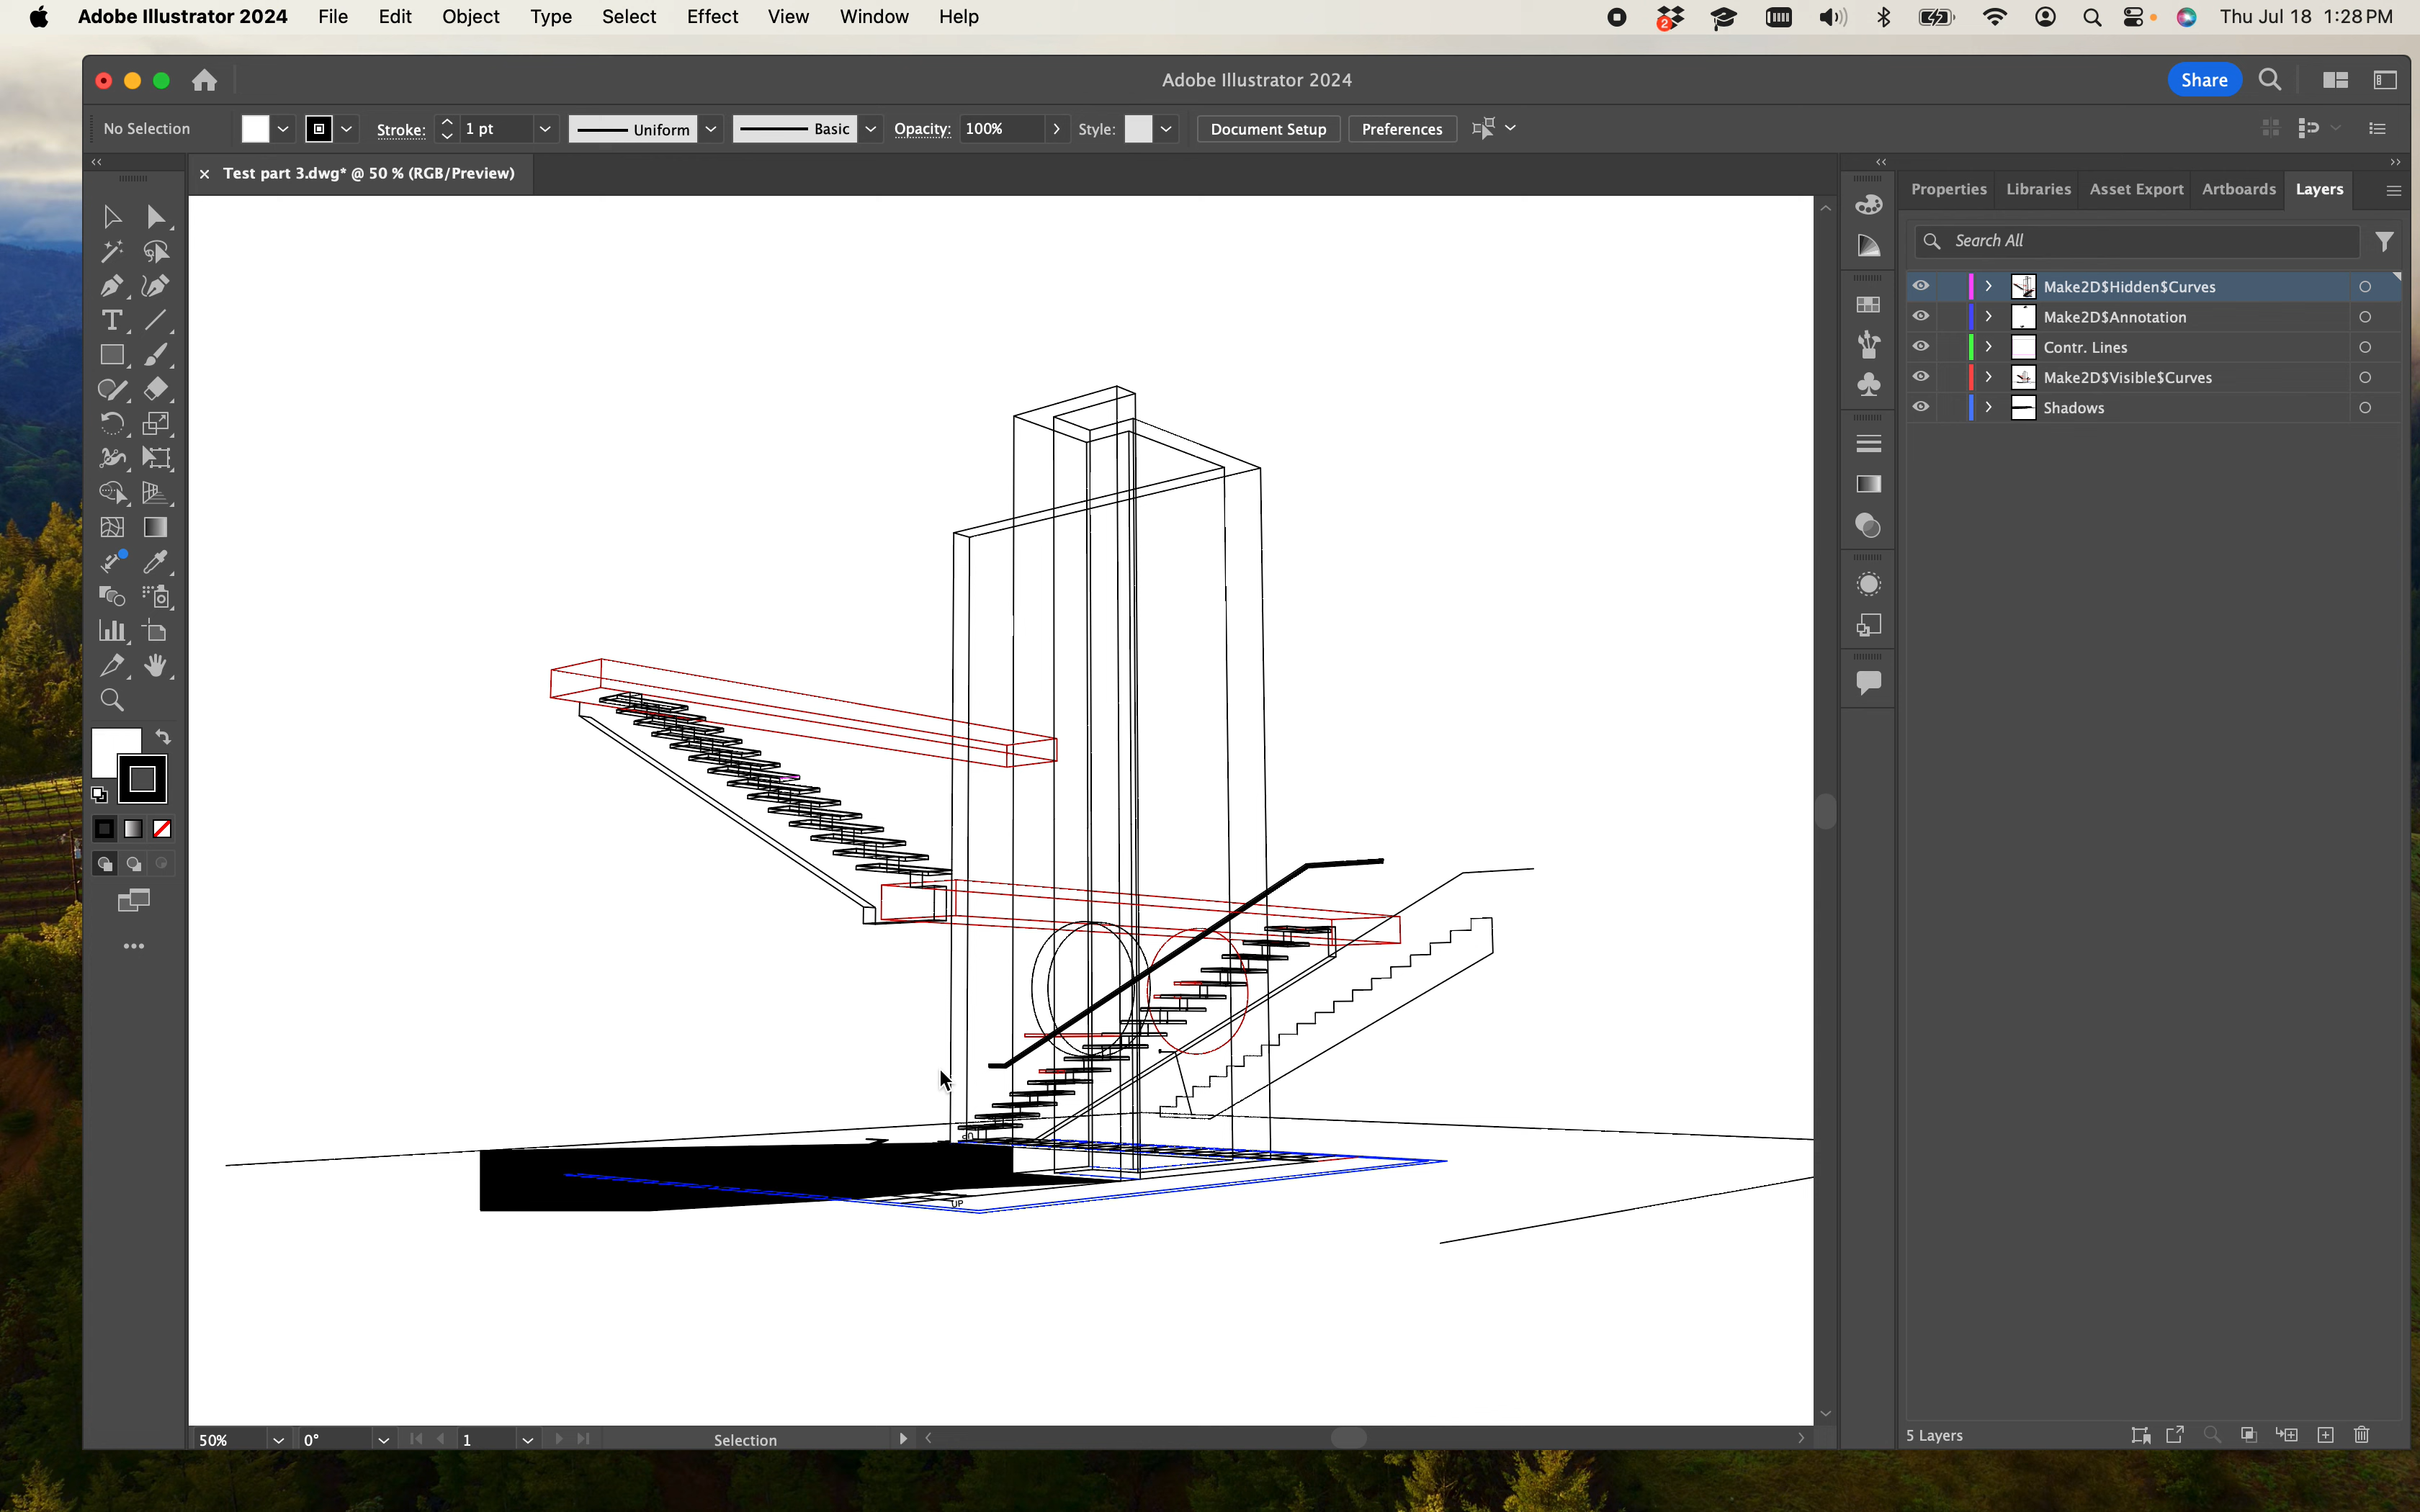 Adobe Illustrator 2024 File Edit Object Type Select Effect View Window Help 2 Thu Jul 18 1:28 PM
Adobe Illustrator 2024 Share
No Selection Stroke: 1 pt Uniform Basic Opacity: 100% Style: Document Setup Preferences
Test part 3.dwg* @ 50 % (RGB/Preview)
Properties Libraries Asset Export Artboards Layers
Search All
Make2D$Hidden$Curves
Make2D$Annotation
Contr. Lines
Make2D$Visible$Curves
Shadows
UP
50% 0° 1 Selection
5 Layers